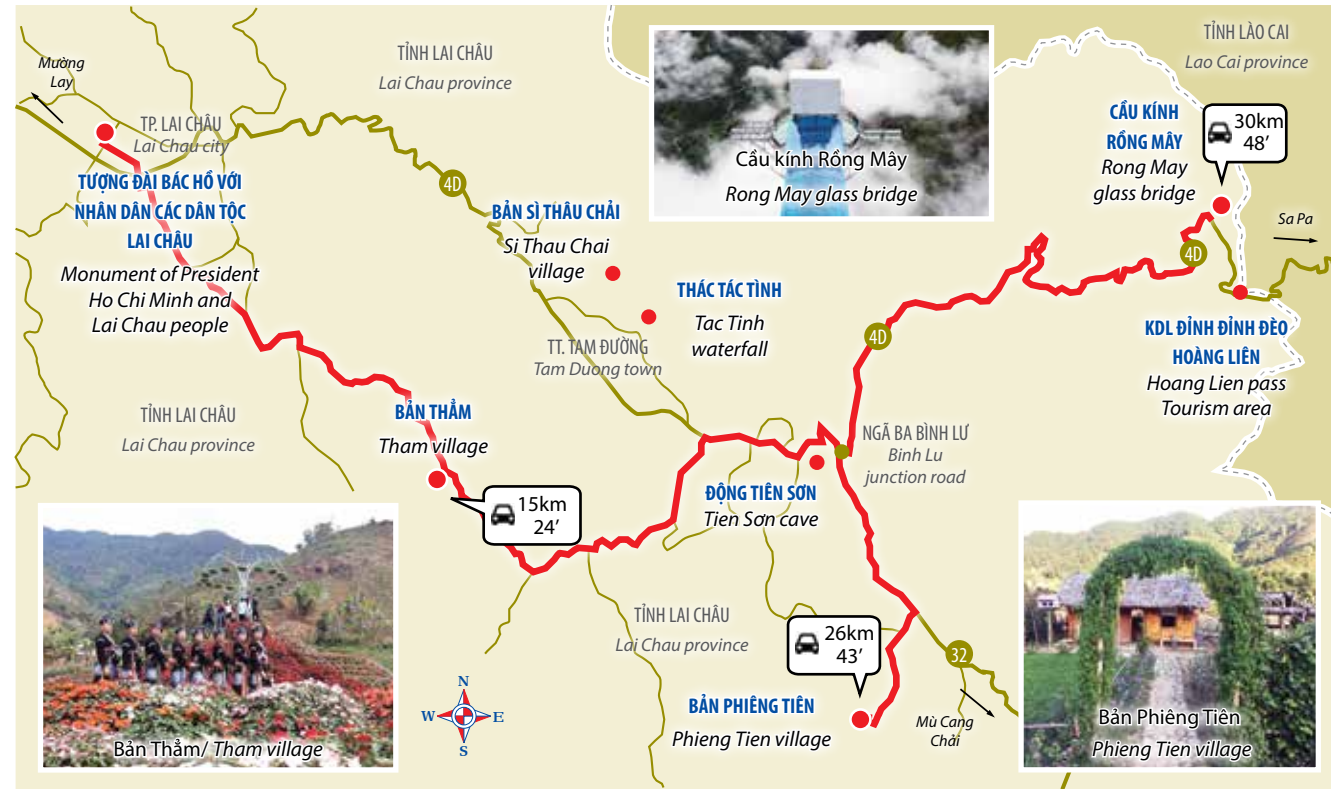 TỈNH LAI CHÂU
Lai Chau province
TỈNH LÀO CAI
Lao Cai province
Mường
Lay
TP. LAI CHÂU
Lai Chau city
TƯỢNG ĐÀI BÁC HỒ VỚI
NHÂN DÂN CÁC DÂN TỘC
LAI CHÂU
Monument of President
Ho Chi Minh and
Lai Chau people
4D
BẢN SÌ THÂU CHẢI
Si Thau Chai
village
Cầu kính Rồng Mây
Rong May glass bridge
CẦU KÍNH
RỒNG MÂY
Rong May
glass bridge
30km
48’
Sa Pa
4D
THÁC TÁC TÌNH
Tac Tinh
waterfall
4D
KDL ĐỈNH ĐỈNH ĐÈO
HOÀNG LIÊN
Hoang Lien pass
Tourism area
TT. TAM ĐƯỜNG
Tam Duong town
TỈNH LAI CHÂU
Lai Chau province
BẢN THẲM
Tham village
15km
24’
NGÃ BA BÌNH LƯ
Binh Lu
junction road
ĐỘNG TIÊN SƠN
Tien Sơn cave
TỈNH LAI CHÂU
Lai Chau province
26km
43’
32
BẢN PHIÊNG TIÊN
Phieng Tien village
Mù Cang
Chải
N
W
E
S
Bản Thẳm/ Tham village
Bản Phiêng Tiên
Phieng Tien village